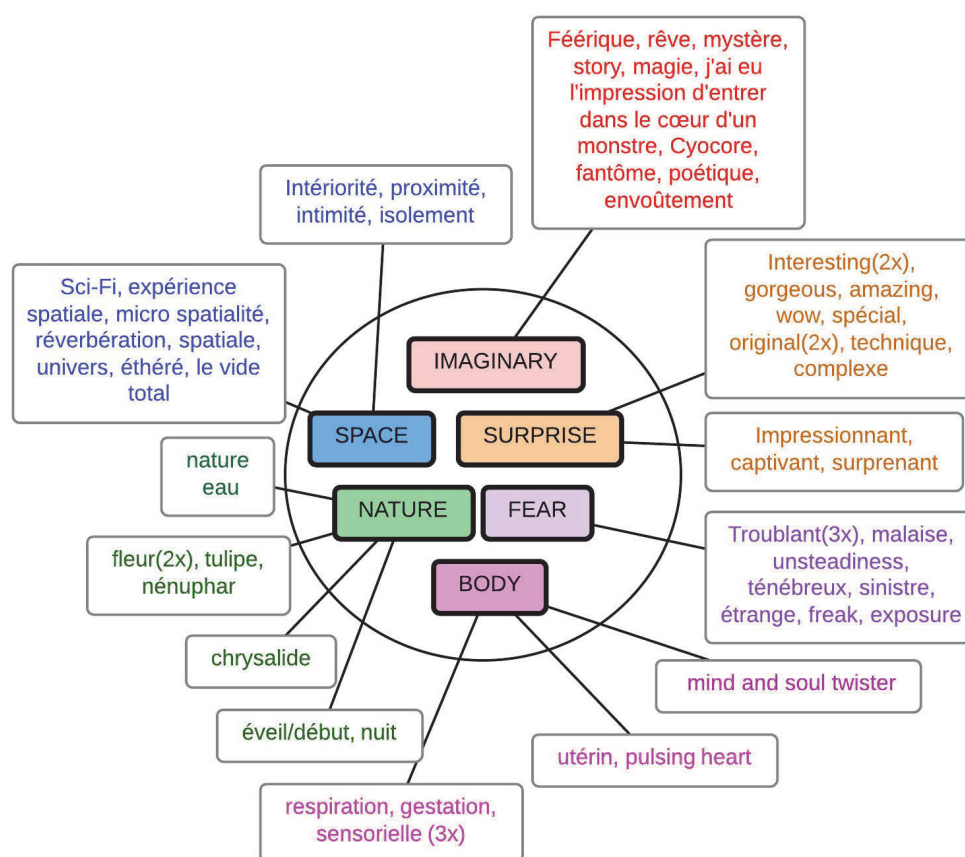 Féérique, rêve, mystère,
story, magie, j'ai eu
l'impression d'entrer
dans le cœur d'un
monstre, Cyocore,
fantôme, poétique,
envoûtement
Intériorité, proximité,
intimité, isolement
Interesting(2x),
gorgeous, amazing,
wow, spécial,
original(2x), technique,
complexe
Sci-Fi, expérience
spatiale, micro spatialité,
réverbération, spatiale,
univers, éthéré, le vide
total
IMAGINARY
SPACE
SURPRISE
Impressionnant,
captivant, surprenant
nature
eau
NATURE
FEAR
Troublant(3x), malaise,
unsteadiness,
ténébreux, sinistre,
étrange, freak, exposure
fleur(2x), tulipe,
nénuphar
BODY
chrysalide
mind and soul twister
éveil/début, nuit
utérin, pulsing heart
respiration, gestation,
sensorielle (3x)